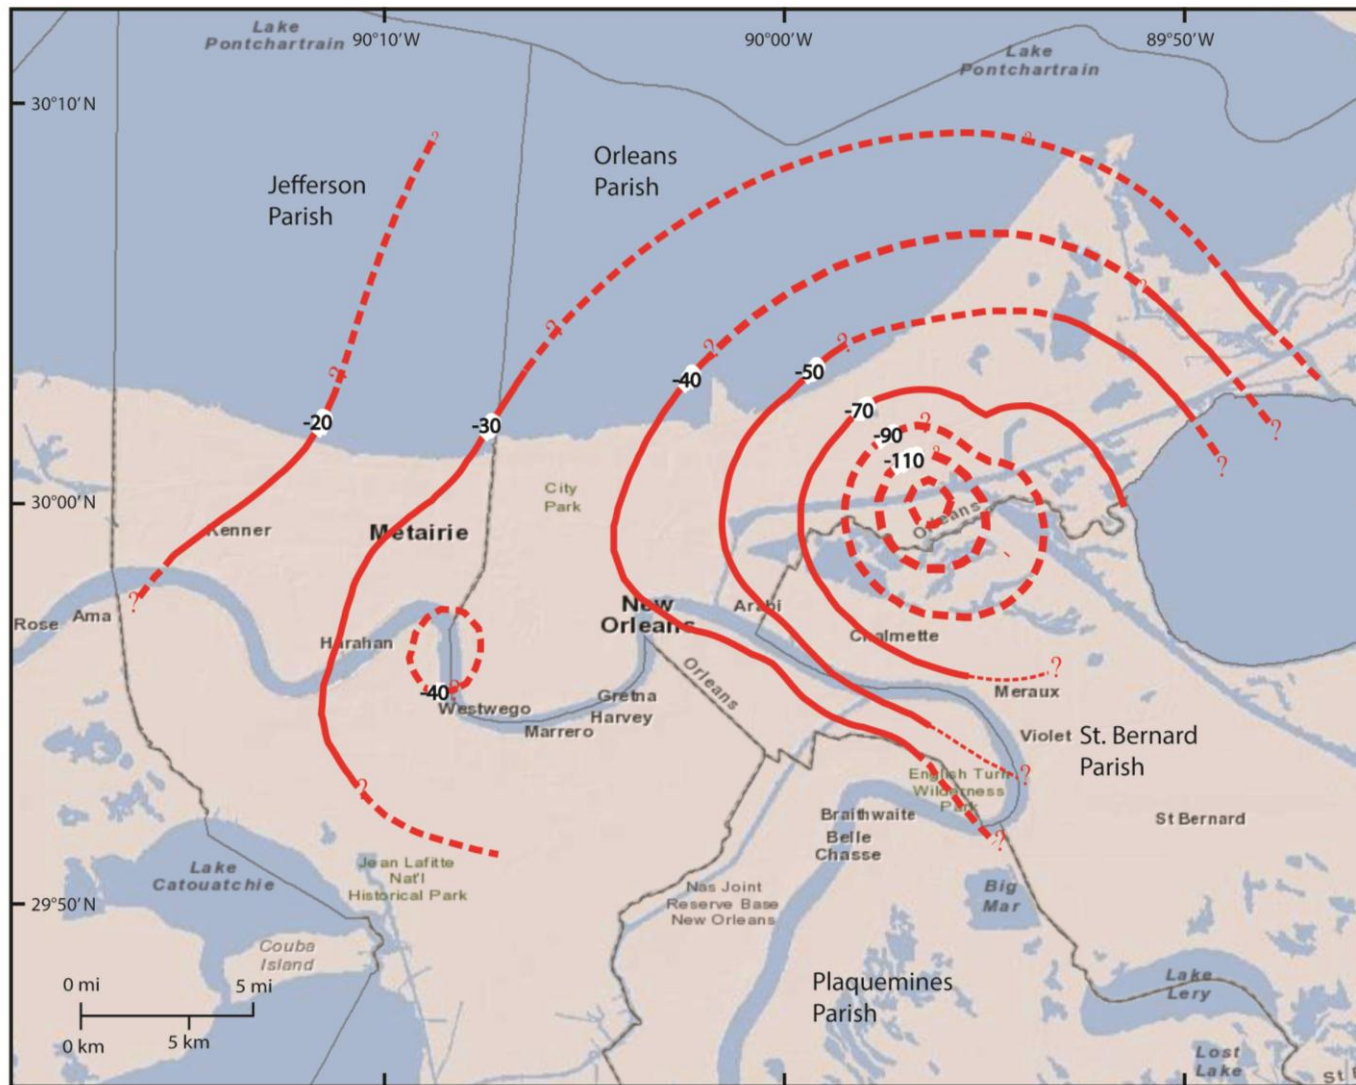 Lake
Pontchartrain
90°10'W
90°00'W
89°50'W
Lake
Pontchartrain
30°10'N
?
?
Orleans
Parish
Jefferson
Parish
?
?
?
?
?
-20
-30
-40
-50
-70
?
-90
?
-110
?
?
City
Park
30°00'N
Kenner
Metairie
Orleans
?
Rose
Ama
New
Orleans
Arabi
Harahan
Chalmette
?
-40
?
Westwego
Gretna
Harvey
Marrero
Orleans
Meraux
Violet
St. Bernard
Parish
?
?
English Turn
Wilderness
Park
?
Braithwaite
Belle
Chasse
St Bernard
Lake
Catouatchie
Jean Lafitte
Nat'l
Historical Park
Nas Joint
Reserve Base
New Orleans
Big
Mar
29°50'N
Couba
Island
0 mi
5 mi
0 km
5 km
Plaquemines
Parish
Lake
Lery
Lost
Lake